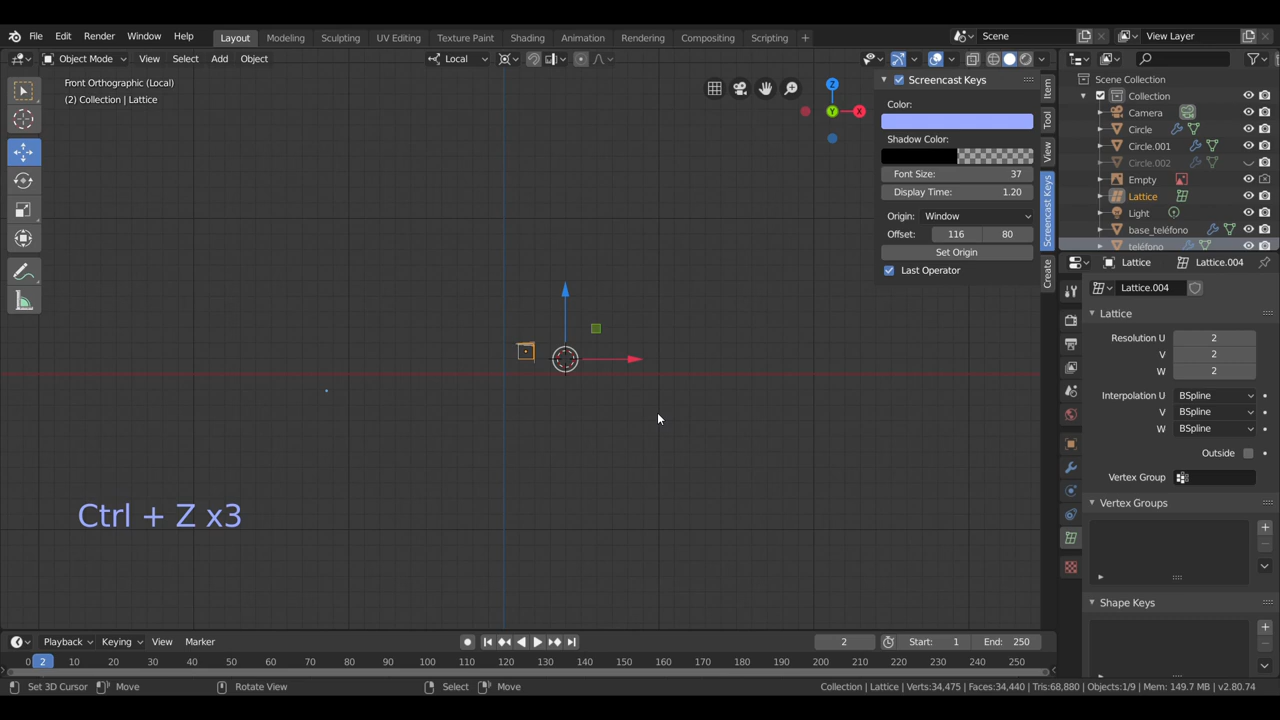 File Edit Render Window Help Layout Modeling Sculpting UV Editing Texture Paint Shading Animation Rendering Compositing Scripting + Scene View Layer
Object Mode View Select Add Object Local
Front Orthographic (Local)
(2) Collection | Lattice
Z
X
Y
Screencast Keys
Color:
Shadow Color:
Font Size: 37
Display Time: 1.20
Origin: Window
Offset: 116 80
Set Origin
Last Operator
Item
Tool
View
Screencast Keys
Create
Scene Collection
Collection
Camera
Circle
Circle.001
Circle.002
Empty
Lattice
Light
base_teléfono
teléfono
Lattice Lattice.004
Lattice.004
Lattice
Resolution U 2
V 2
W 2
Interpolation U BSpline
V BSpline
W BSpline
Outside
Vertex Group
Vertex Groups
Shape Keys
Ctrl + Z x3
Playback Keying View Marker 2 Start: 1 End: 250
0 2 10 20 30 40 50 60 70 80 90 100 110 120 130 140 150 160 170 180 190 200 210 220 230 240 250
Set 3D Cursor Move Rotate View Select Move Collection | Lattice | Verts:34,475 | Faces:34,440 | Tris:68,880 | Objects:1/9 | Mem: 149.7 MB | v2.80.74